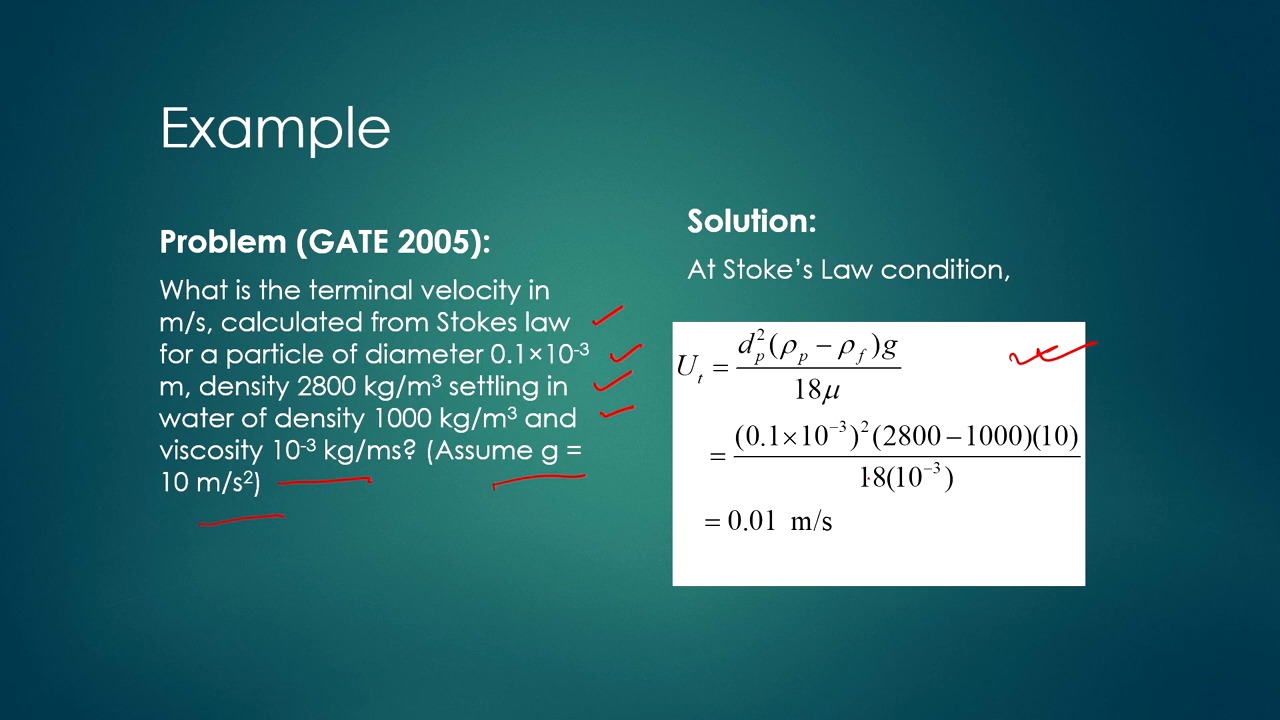 Example
Problem (GATE 2005):
What is the terminal velocity in
m/s, calculated from Stokes law
for a particle of diameter 0.1×10⁻³
m, density 2800 kg/m³ settling in
water of density 1000 kg/m³ and
viscosity 10⁻³ kg/ms? (Assume g =
10 m/s²)
Solution:
At Stoke's Law condition,
U_t = d_p²(ρ_p − ρ_f)g / 18μ
= (0.1×10⁻³)²(2800−1000)(10) / 18(10⁻³)
= 0.01 m/s